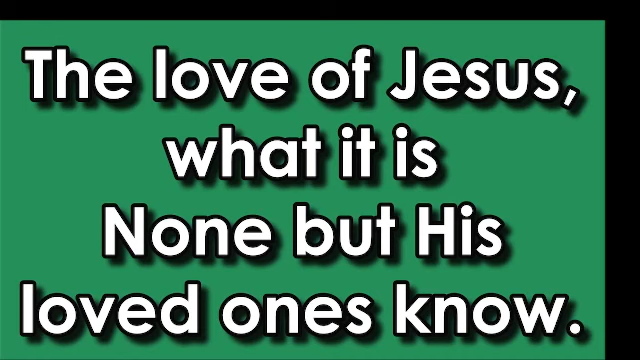 The love of Jesus,
what it is
None but His
loved ones know.